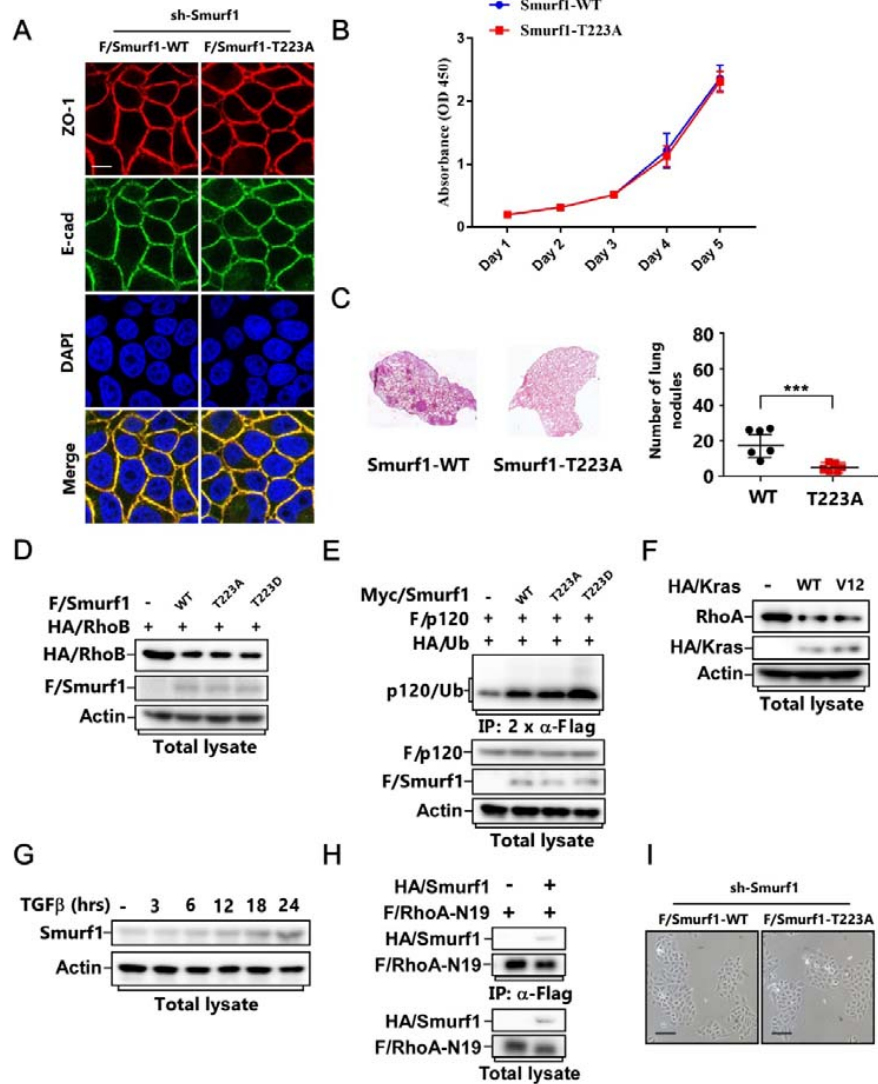 A
sh-Smurf1
F/Smurf1-WT F/Smurf1-T223A
ZO-1
E-cad
DAPI
Merge
B
Smurf1-WT
Smurf1-T223A
Absorbance (OD 450)
3
2
1
0
Day 1 Day 2 Day 3 Day 4 Day 5
C
Smurf1-WT Smurf1-T223A
Number of lung
nodules
80
60
40
20
0
***
WT T223A
D
F/Smurf1 - WT T223A T223D
HA/RhoB + + + +
HA/RhoB
F/Smurf1
Actin
Total lysate
E
Myc/Smurf1 - WT T223A T223D
F/p120 + + + +
HA/Ub + + + +
p120/Ub
IP: 2 x α-Flag
F/p120
F/Smurf1
Actin
Total lysate
F
HA/Kras - WT V12
RhoA
HA/Kras
Actin
Total lysate
G
TGFβ (hrs) - 3 6 12 18 24
Smurf1
Actin
Total lysate
H
HA/Smurf1 - +
F/RhoA-N19 + +
HA/Smurf1
F/RhoA-N19
IP: α-Flag
HA/Smurf1
F/RhoA-N19
Total lysate
I
sh-Smurf1
F/Smurf1-WT F/Smurf1-T223A